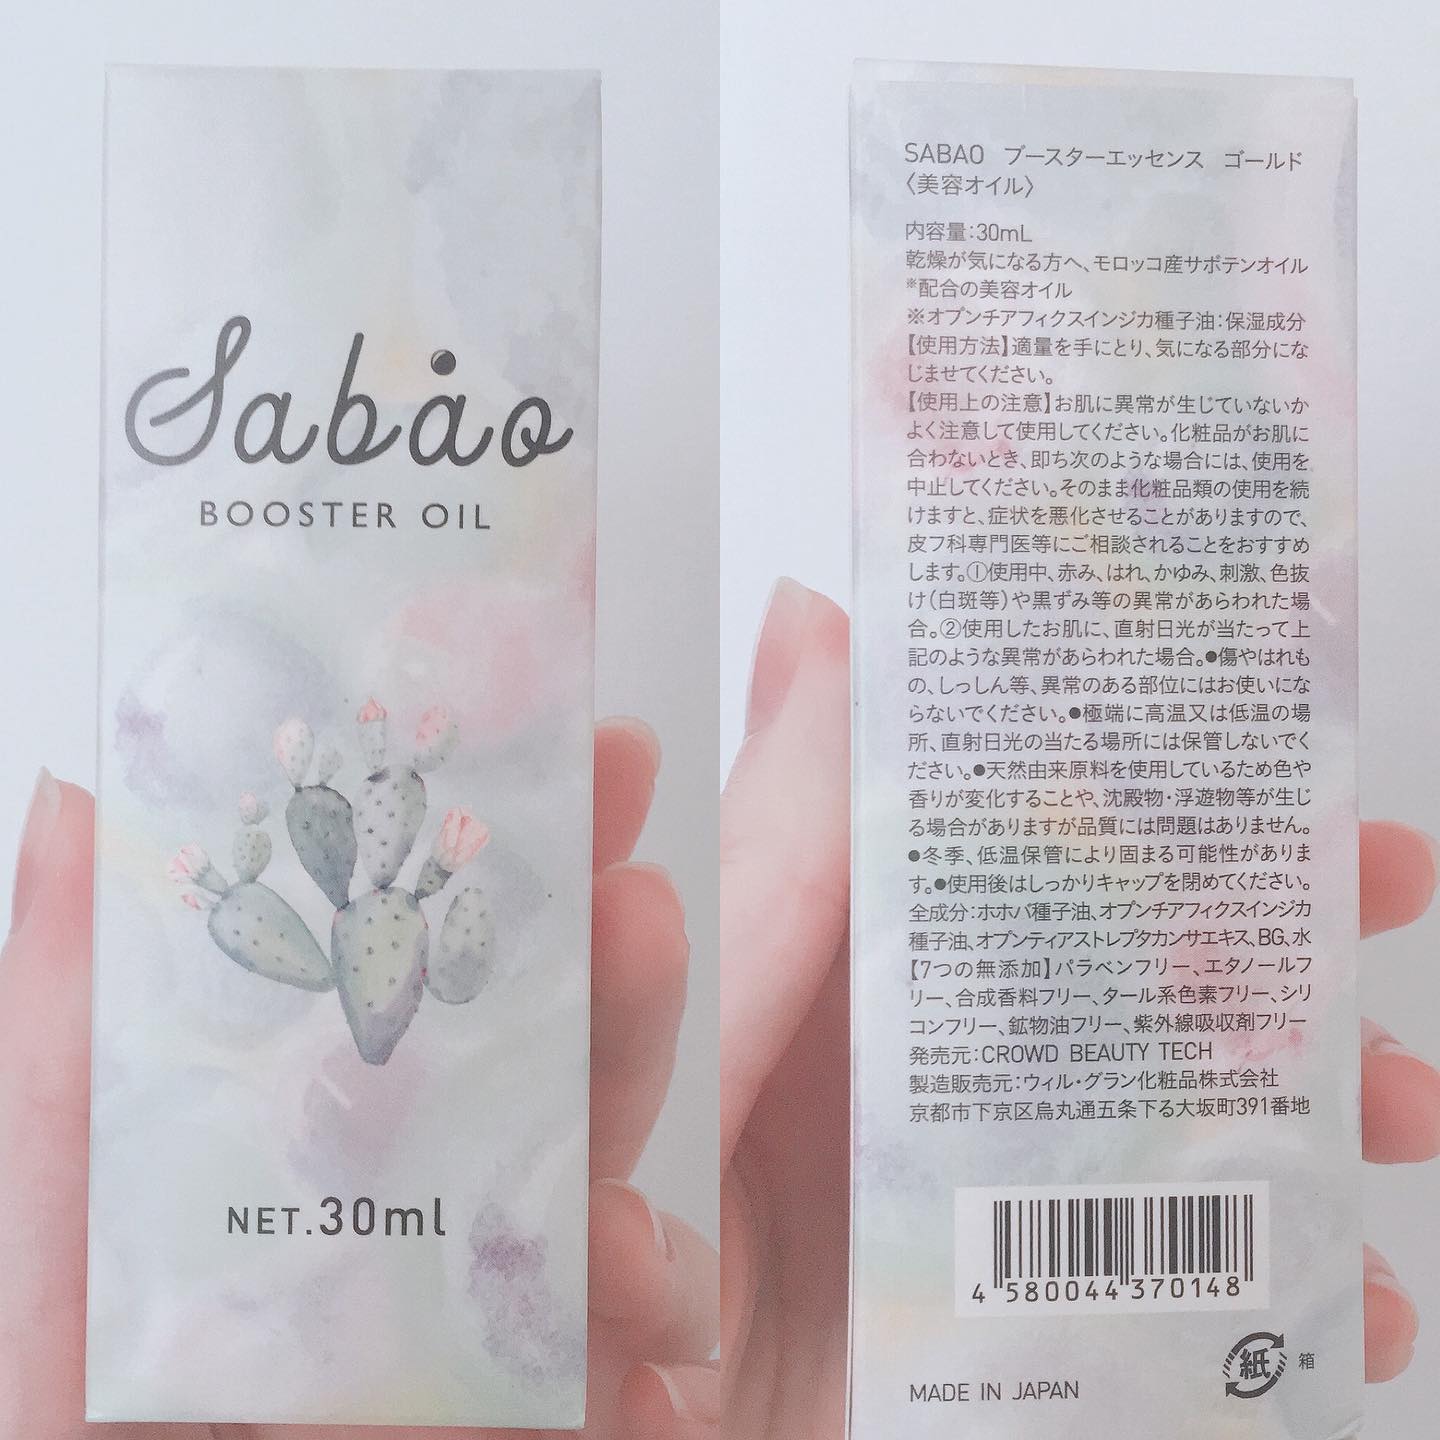 Sabao
BOOSTER OIL
NET.30ml
SABAO ブースターエッセンス ゴールド
〈美容オイル〉
内容量:30mL
乾燥が気になる方へ、モロッコ産サボテンオイル
※配合の美容オイル
※オプンチアフィクスインジカ種子油:保湿成分
【使用方法】適量を手にとり、気になる部分にな
じませてください。
【使用上の注意】お肌に異常が生じていないか
よく注意して使用してください。化粧品がお肌に
合わないとき、即ち次のような場合には、使用を
中止してください。そのまま化粧品類の使用を続
けますと、症状を悪化させることがありますので、
皮フ科専門医等にご相談されることをおすすめ
します。①使用中、赤み、はれ、かゆみ、刺激、色抜
け(白斑等)や黒ずみ等の異常があらわれた場
合。②使用したお肌に、直射日光が当たって上
記のような異常があらわれた場合。●傷やはれも
の、しっしん等、異常のある部位にはお使いにな
らないでください。●極端に高温又は低温の場
所、直射日光の当たる場所には保管しないでく
ださい。●天然由来原料を使用しているため色や
香りが変化することや、沈殿物・浮遊物等が生じ
る場合がありますが品質には問題はありません。
●冬季、低温保管により固まる可能性がありま
す。●使用後はしっかりキャップを閉めてください。
全成分:ホホバ種子油、オプンチアフィクスインジカ
種子油、オプンティアストレプタカンサエキス、BG、水
【7つの無添加】パラベンフリー、エタノールフ
リー、合成香料フリー、タール系色素フリー、シリ
コンフリー、鉱物油フリー、紫外線吸収剤フリー
発売元:CROWD BEAUTY TECH
製造販売元:ウィル・グラン化粧品株式会社
京都市下京区烏丸通五条下る大坂町391番地
4 580044 370148
紙 箱
MADE IN JAPAN